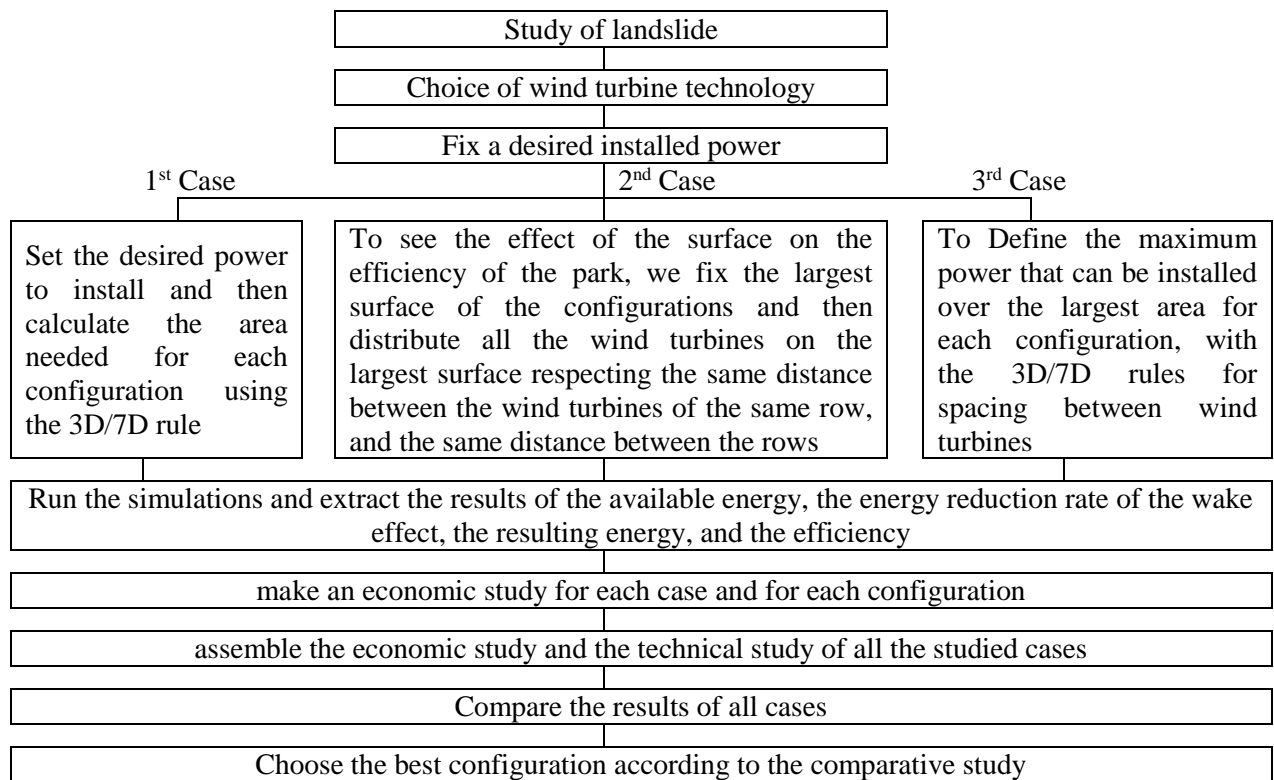 Study of landslide
Choice of wind turbine technology
Fix a desired installed power
1st Case
2nd Case
3rd Case
Set the desired power
to install and then
calculate the area
needed for each
configuration using
the 3D/7D rule
To see the effect of the surface on the
efficiency of the park, we fix the largest
surface of the configurations and then
distribute all the wind turbines on the
largest surface respecting the same distance
between the wind turbines of the same row,
and the same distance between the rows
To Define the maximum
power that can be installed
over the largest area for
each configuration, with
the 3D/7D rules for
spacing between wind
turbines
Run the simulations and extract the results of the available energy, the energy reduction rate of the wake
effect, the resulting energy, and the efficiency
make an economic study for each case and for each configuration
assemble the economic study and the technical study of all the studied cases
Compare the results of all cases
Choose the best configuration according to the comparative study